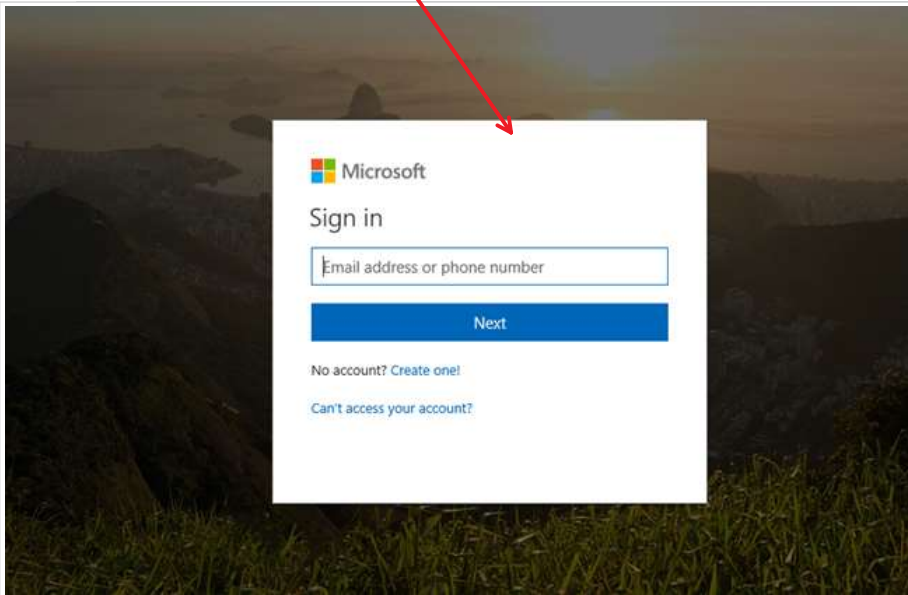 Microsoft
Sign in
Email address or phone number
Next
No account? Create one!
Can't access your account?